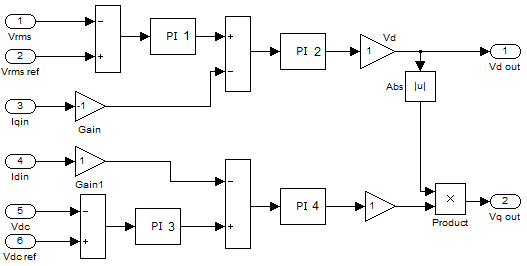 1
Vrms
−
+
PI 1
2
Vrms ref
+
−
PI 2
1
Vd
1
Vd out
Abs
|u|
3
Iqin
-1
Gain
4
Idin
1
Gain1
5
Vdc
−
+
PI 3
6
Vdc ref
−
+
PI 4
1
×
Product
2
Vq out